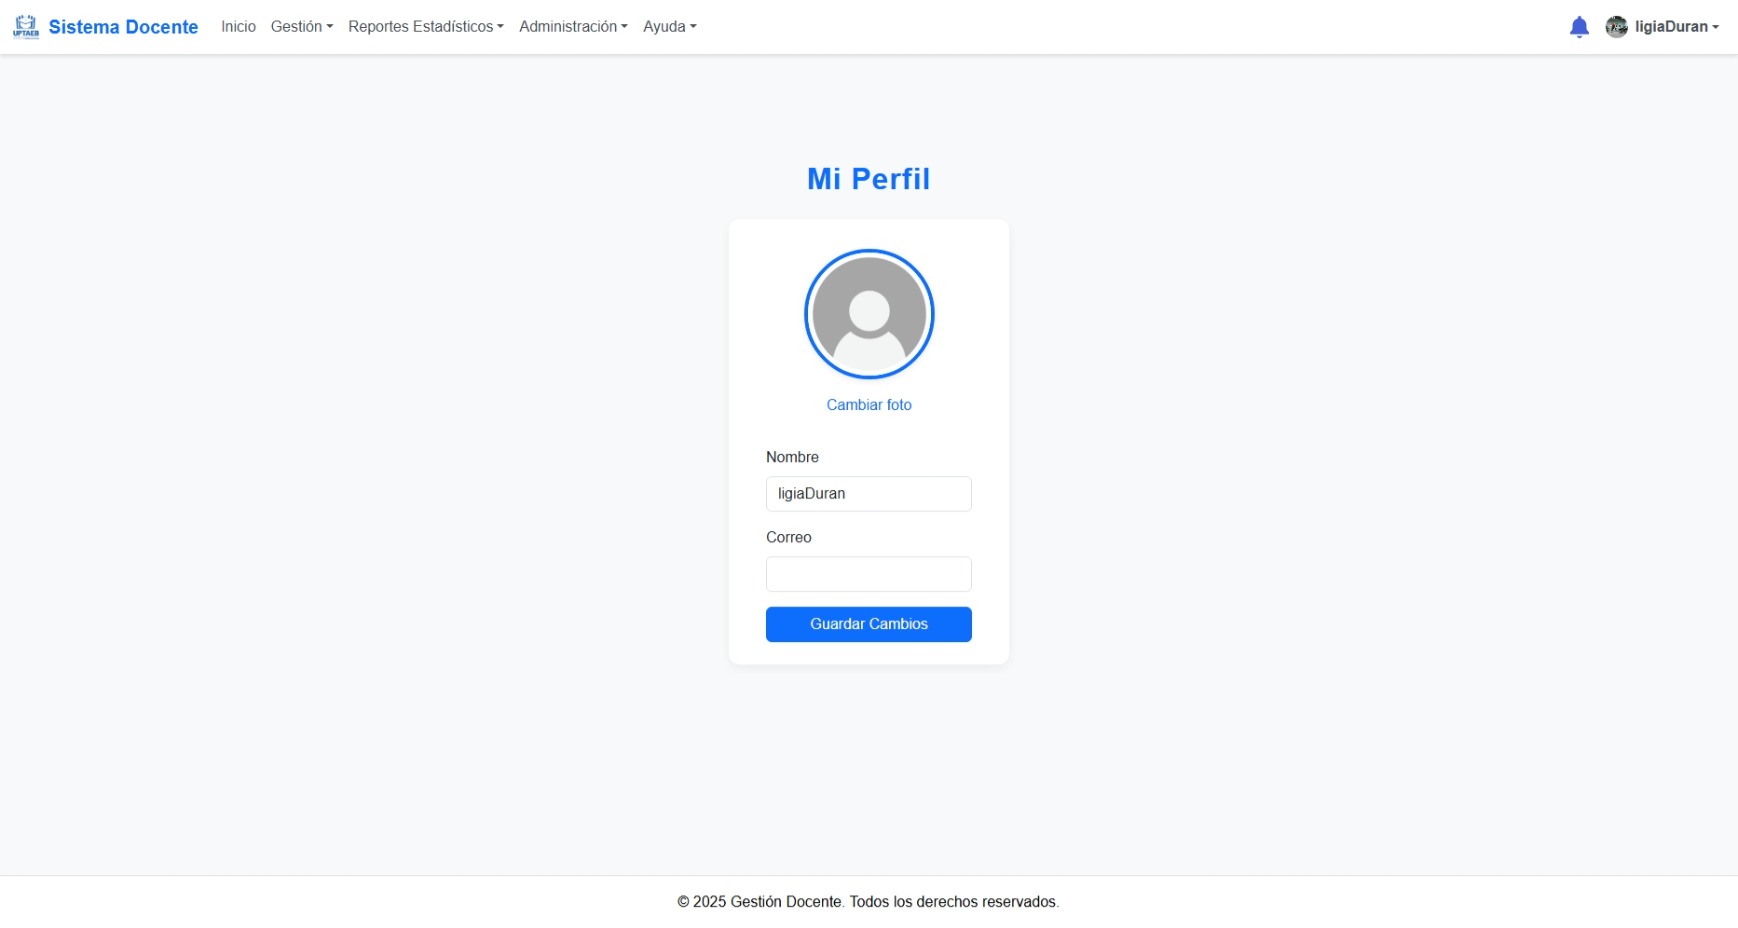 UPTAEB
Sistema Docente
Inicio
Gestión
Reportes Estadísticos
Administración
Ayuda
ligiaDuran
Mi Perfil
Cambiar foto
Nombre
ligiaDuran
Correo
Guardar Cambios
© 2025 Gestión Docente. Todos los derechos reservados.